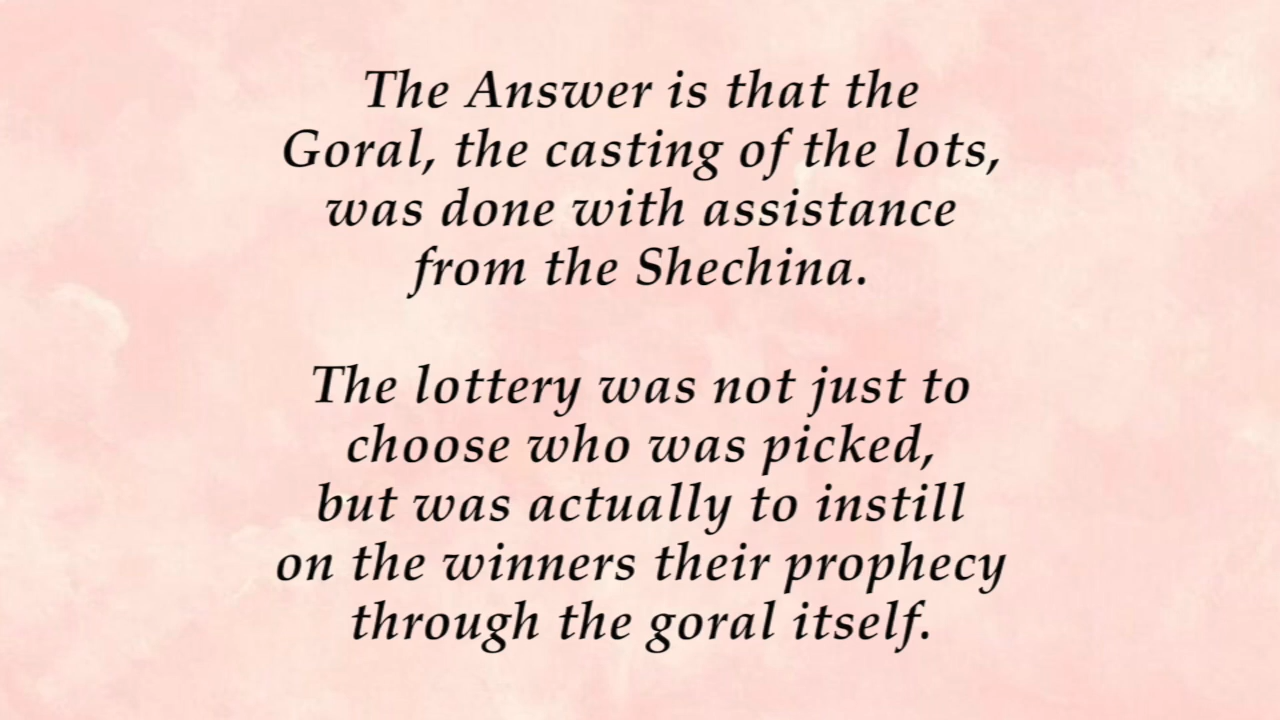 The Answer is that the
Goral, the casting of the lots,
was done with assistance
from the Shechina.
The lottery was not just to
choose who was picked,
but was actually to instill
on the winners their prophecy
through the goral itself.